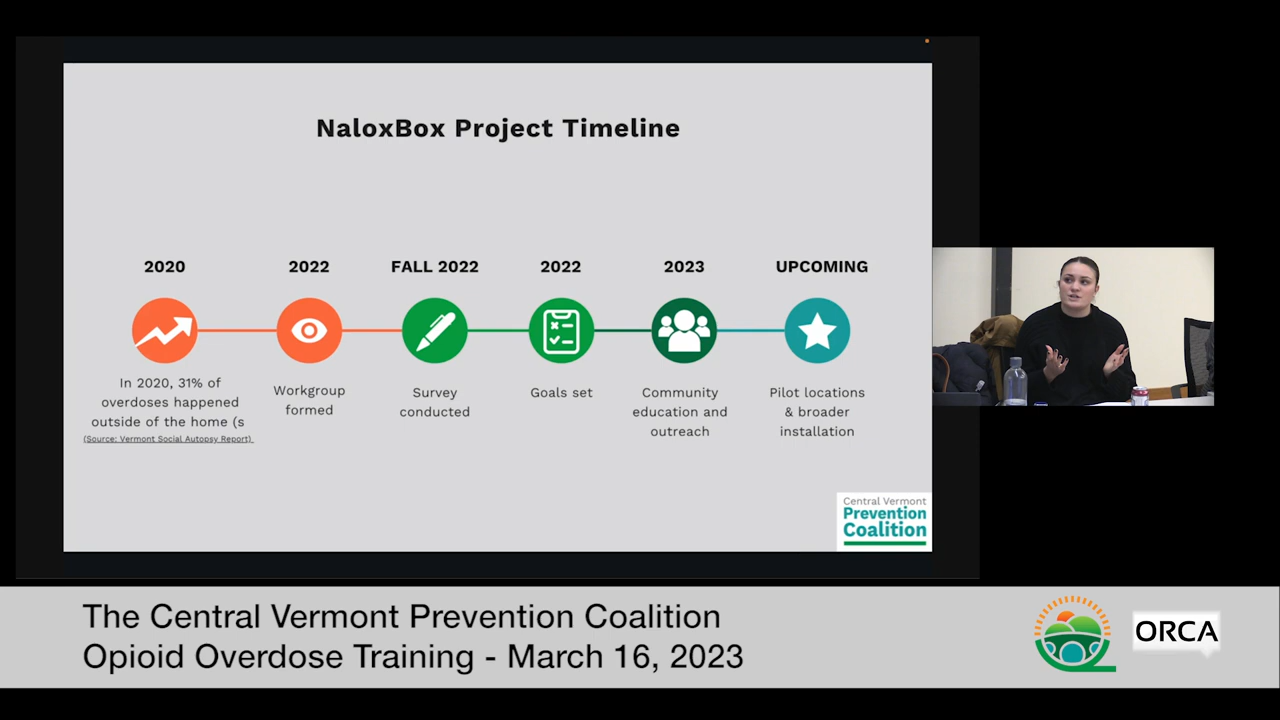 NaloxBox Project Timeline
2020
2022
FALL 2022
2022
2023
UPCOMING
In 2020, 31% of
overdoses happened
outside of the home (s
(Source: Vermont Social Autopsy Report)
Workgroup
formed
Survey
conducted
Goals set
Community
education and
outreach
Pilot locations
& broader
installation
Central Vermont
Prevention
Coalition
The Central Vermont Prevention Coalition
Opioid Overdose Training - March 16, 2023
ORCA